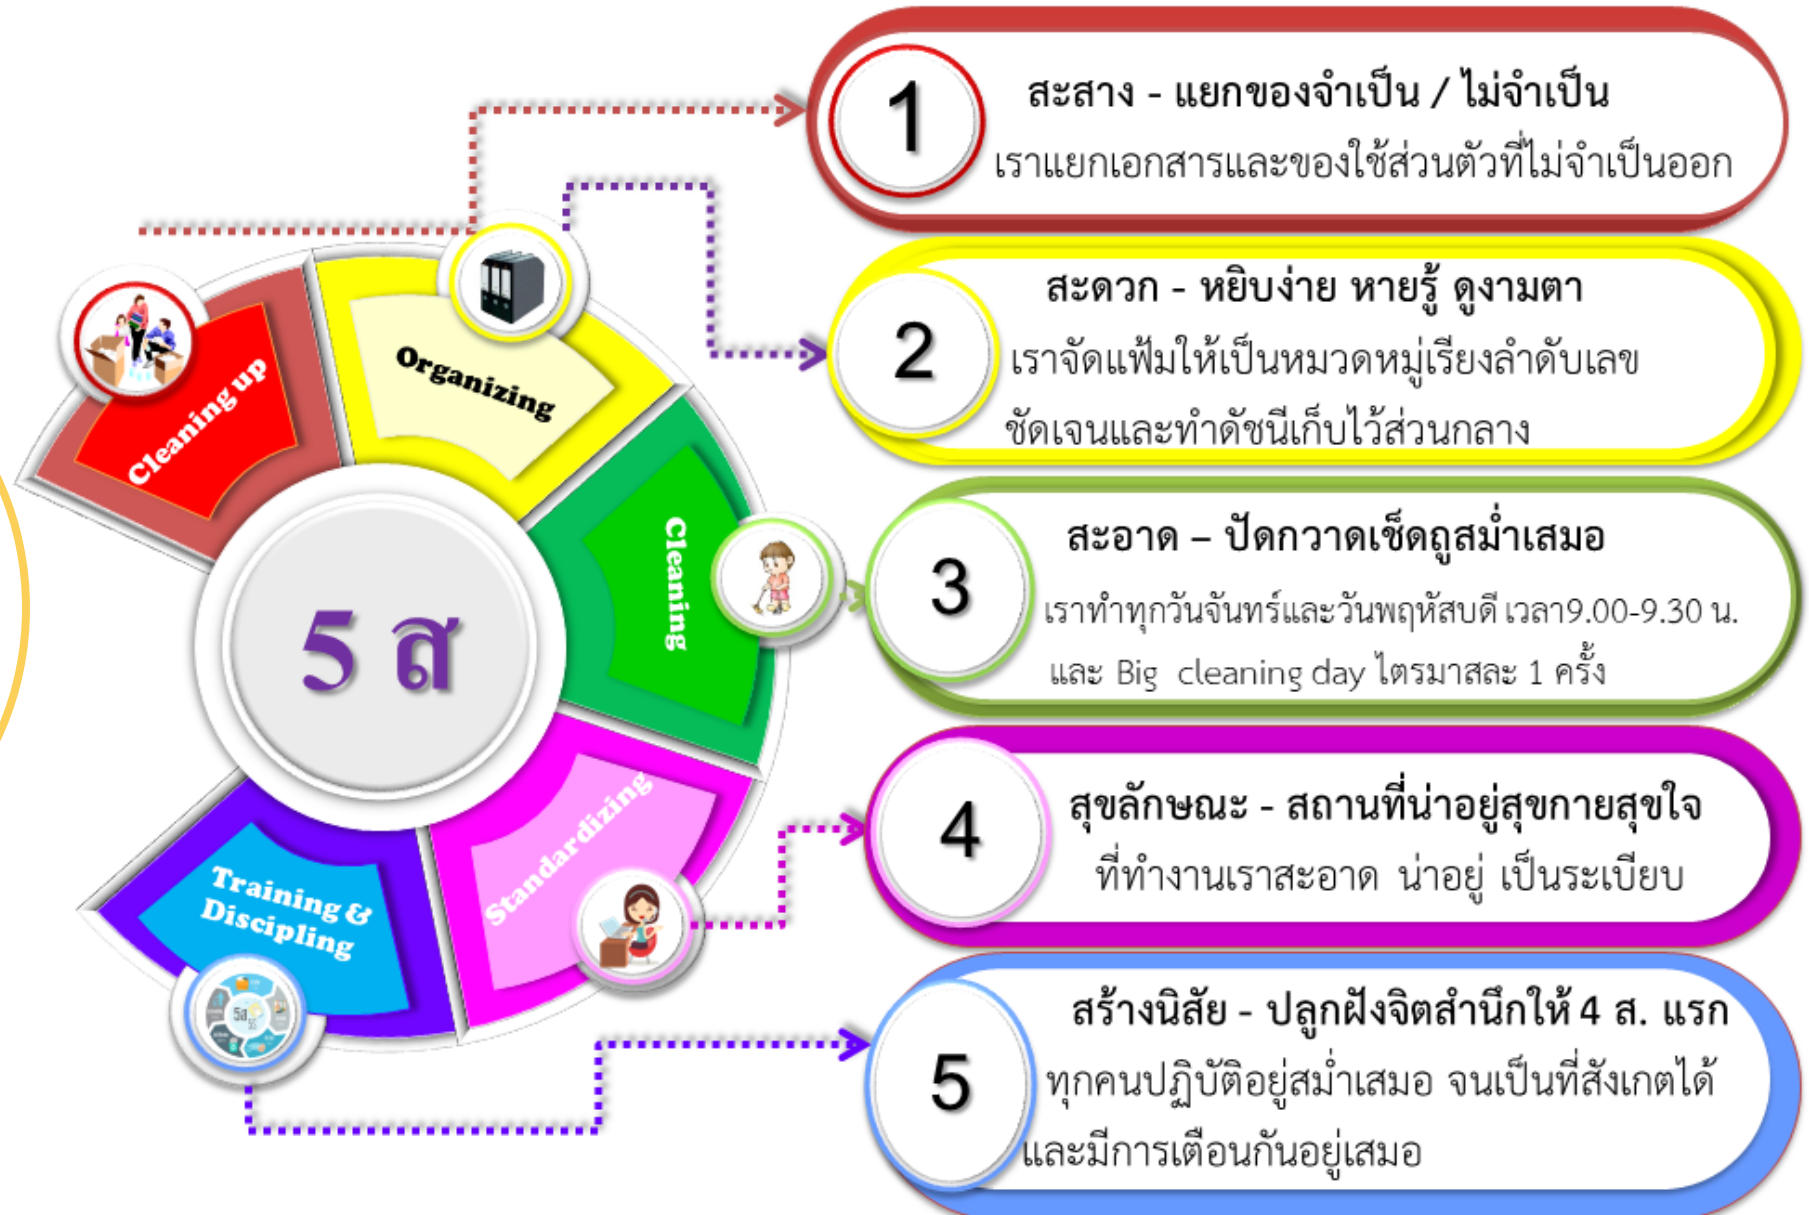 1
สะสาง - แยกของจำเป็น / ไม่จำเป็น
เราแยกเอกสารและของใช้ส่วนตัวที่ไม่จำเป็นออก
2
สะดวก - หยิบง่าย หายรู้ ดูงามตา
เราจัดแฟ้มให้เป็นหมวดหมู่เรียงลำดับเลข
ชัดเจนและทำดัชนีเก็บไว้ส่วนกลาง
3
สะอาด – ปัดกวาดเช็ดถูสม่ำเสมอ
เราทำทุกวันจันทร์และวันพฤหัสบดี เวลา9.00-9.30 น.
และ Big cleaning day ไตรมาสละ 1 ครั้ง
4
สุขลักษณะ - สถานที่น่าอยู่สุขกายสุขใจ
ที่ทำงานเราสะอาด น่าอยู่ เป็นระเบียบ
5
สร้างนิสัย - ปลูกฝังจิตสำนึกให้ 4 ส. แรก
ทุกคนปฏิบัติอยู่สม่ำเสมอ จนเป็นที่สังเกตได้
และมีการเตือนกันอยู่เสมอ
Cleaning up
Organizing
Cleaning
Standardizing
Training &
Discipling
5 ส
5ส